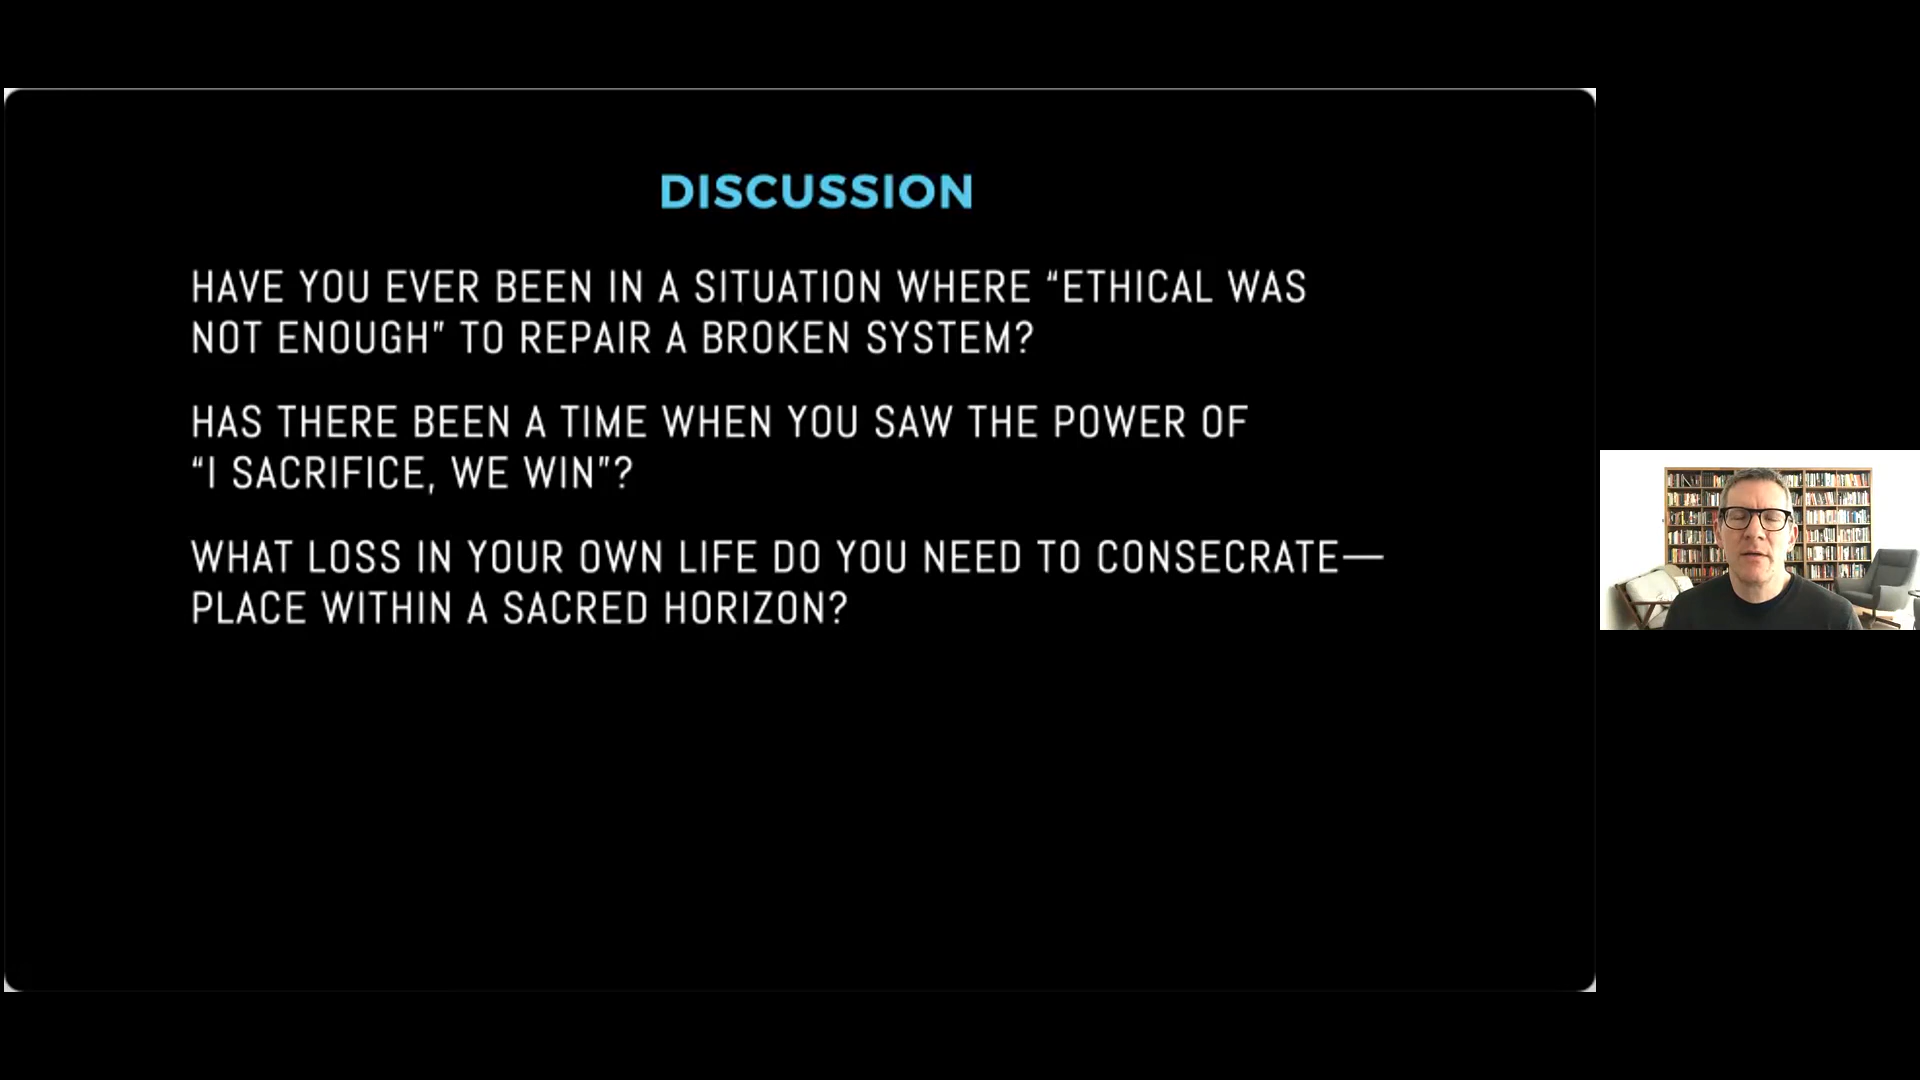 DISCUSSION
HAVE YOU EVER BEEN IN A SITUATION WHERE “ETHICAL WAS
NOT ENOUGH” TO REPAIR A BROKEN SYSTEM?
HAS THERE BEEN A TIME WHEN YOU SAW THE POWER OF
“I SACRIFICE, WE WIN”?
WHAT LOSS IN YOUR OWN LIFE DO YOU NEED TO CONSECRATE—
PLACE WITHIN A SACRED HORIZON?